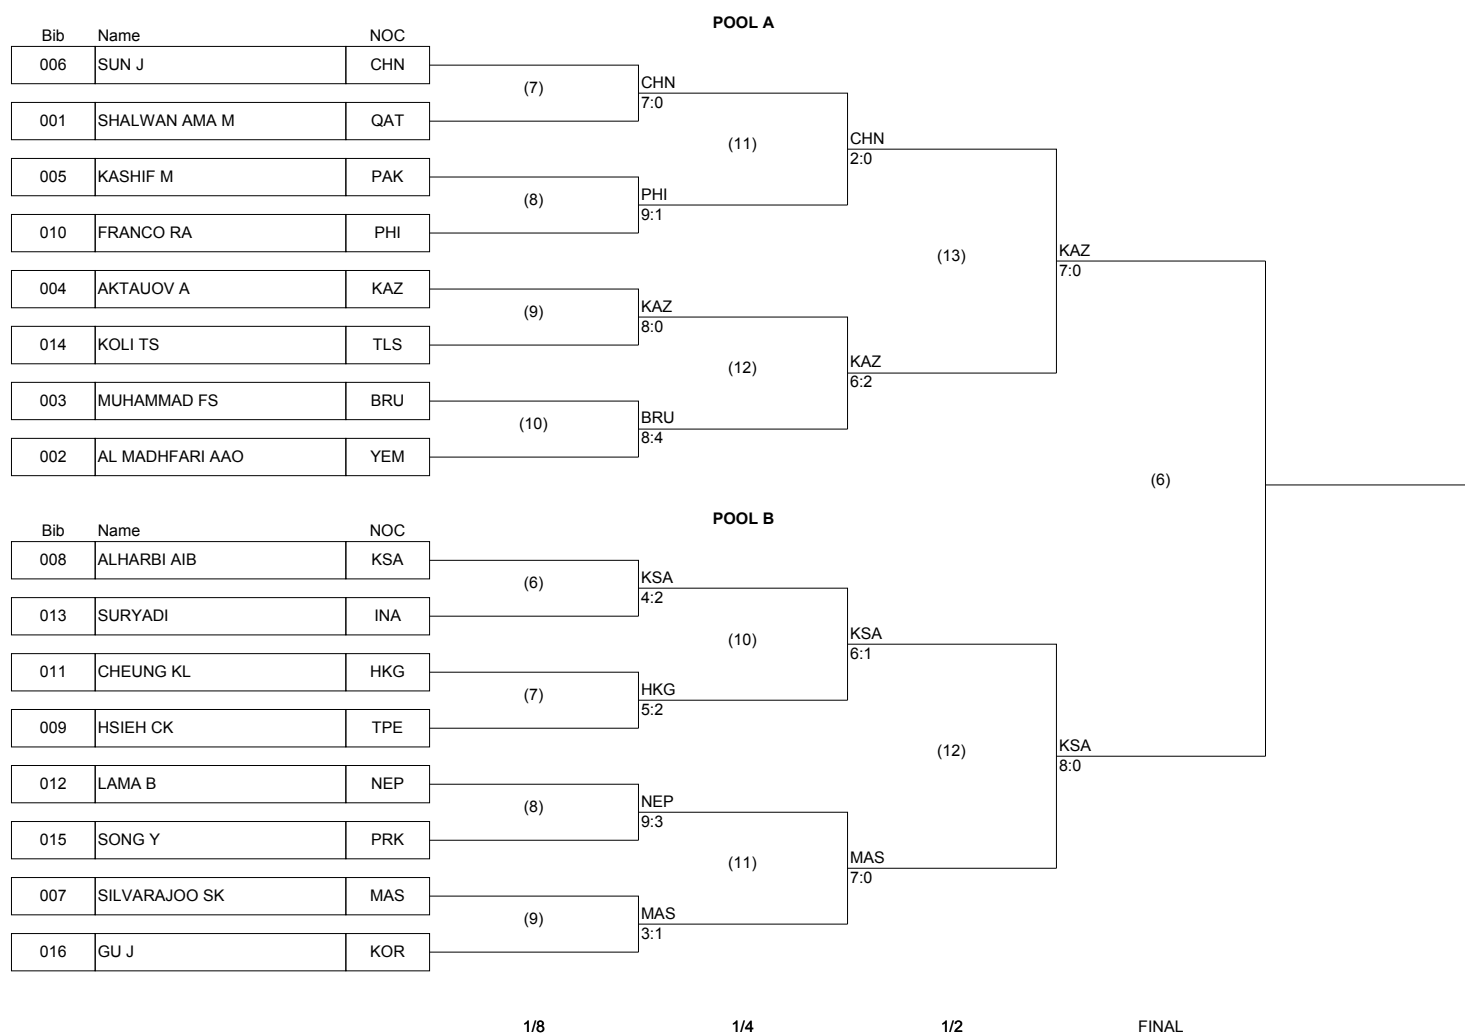 POOL A
Bib Name NOC
006 SUN J CHN
(7)
CHN
7:0
001 SHALWAN AMA M QAT
(11)
CHN
2:0
005 KASHIF M PAK
(8)
PHI
9:1
010 FRANCO RA PHI
(13)
KAZ
7:0
004 AKTAUOV A KAZ
(9)
KAZ
8:0
014 KOLI TS TLS
(12)
KAZ
6:2
003 MUHAMMAD FS BRU
(10)
BRU
8:4
002 AL MADHFARI AAO YEM
(6)
POOL B
Bib Name NOC
008 ALHARBI AIB KSA
(6)
KSA
4:2
013 SURYADI INA
(10)
KSA
6:1
011 CHEUNG KL HKG
(7)
HKG
5:2
009 HSIEH CK TPE
(12)
KSA
8:0
012 LAMA B NEP
(8)
NEP
9:3
015 SONG Y PRK
(11)
MAS
7:0
007 SILVARAJOO SK MAS
(9)
MAS
3:1
016 GU J KOR
1/8 1/4 1/2 FINAL